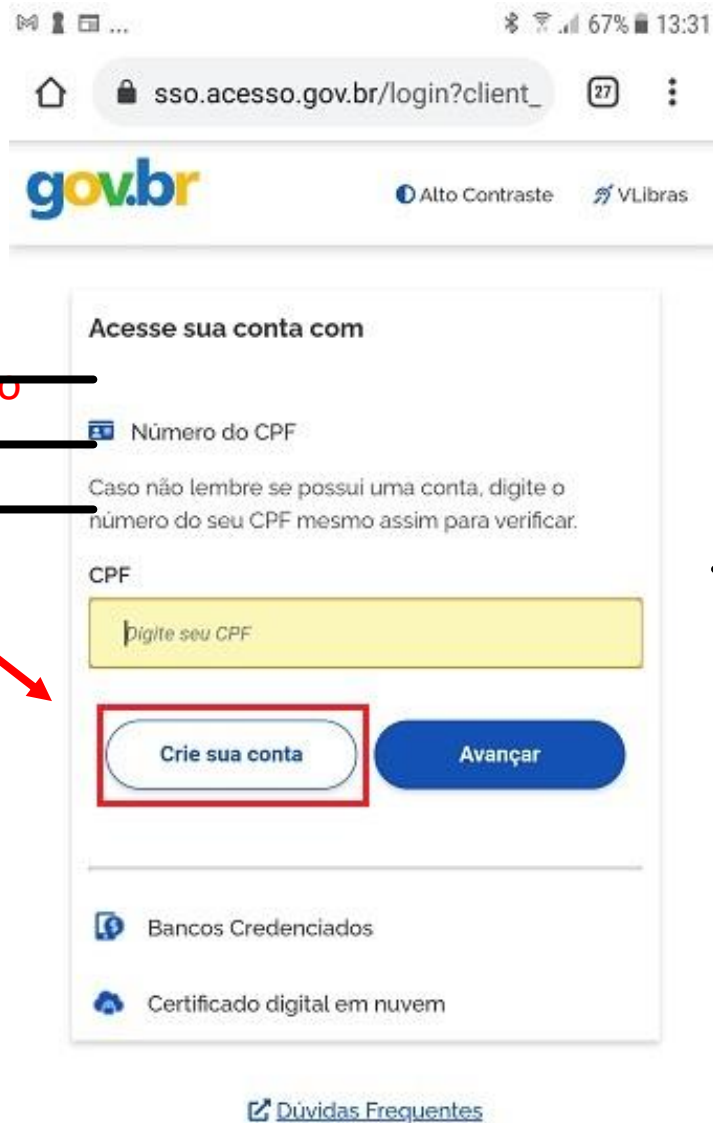 ... 67% 13:31
sso.acesso.gov.br/login?client_ 27
gov.br Alto Contraste VLibras
Acesse sua conta com
o
Número do CPF
Caso não lembre se possui uma conta, digite o
número do seu CPF mesmo assim para verificar.
CPF
Digite seu CPF
Crie sua conta Avançar
Bancos Credenciados
Certificado digital em nuvem
Dúvidas Frequentes